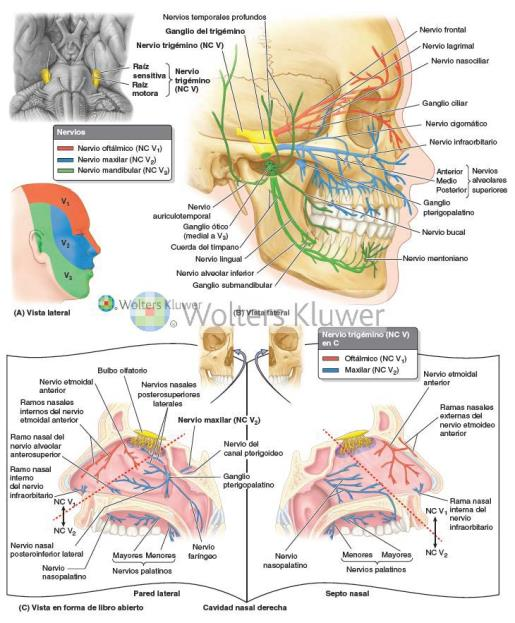 Nervios temporales profundos
Ganglio del trigémino
Nervio trigémino (NC V)
Nervio frontal
Nervio lagrimal
Nervio nasociliar
Raíz
sensitiva
Raíz
motora
Nervio
trigémino
(NC V)
Ganglio ciliar
Nervio cigomático
Nervio infraorbitario
Nervios
Nervio oftálmico (NC V1)
Nervio maxilar (NC V2)
Nervio mandibular (NC V3)
Anterior
Medio
Posterior
Nervios
alveolares
superiores
Ganglio
pterigopalatino
Nervio bucal
Nervio mentoniano
Nervio
auriculotemporal
Ganglio ótico
(medial a V3)
Cuerda del tímpano
Nervio lingual
Nervio alveolar inferior
Ganglio submandibular
V1
V2
V3
(A) Vista lateral
© Wolters Kluwer
(B) Vista lateral
© Wolters Kluwer
Nervio trigémino (NC V)
en C
Oftálmico (NC V1)
Maxilar (NC V2)
Bulbo olfatorio
Nervio etmoidal
anterior
Nervios nasales
posterosuperiores
laterales
Ramos nasales
internos del nervio
etmoidal anterior
Nervio maxilar (NC V2)
Ramo nasal del
nervio alveolar
anterosuperior
Nervio del
canal pterigoideo
Ramo nasal
interno
del nervio
infraorbitario
Ganglio
pterigopalatino
NC V1
NC V2
Nervio nasal
posteroinferior lateral
Nervio
nasopalatino
Mayores Menores
Nervios palatinos
Nervio
faríngeo
Pared lateral
Nervio etmoidal
anterior
Ramas nasales
externas del nervio
etmoideo anterior
Rama nasal
interna del
nervio
infraorbitario
NC V1
NC V2
Nervio
nasopalatino
Menores Mayores
Nervios palatinos
Septo nasal
(C) Vista en forma de libro abierto
Cavidad nasal derecha